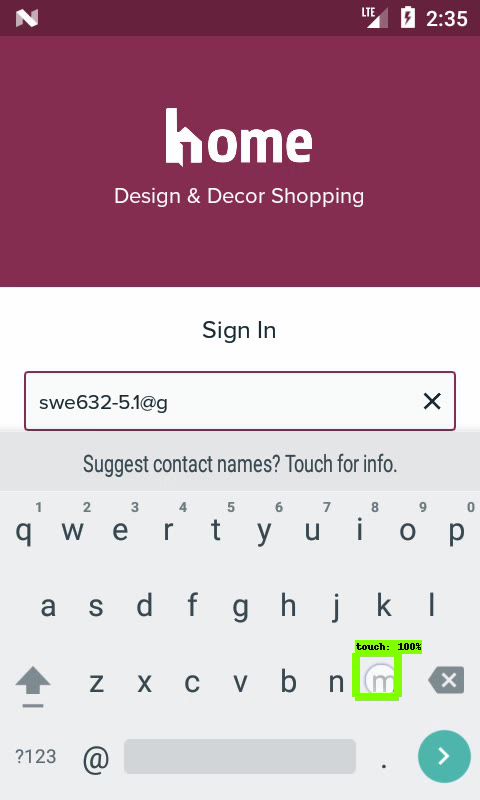 LTE 2:35
home
Design & Decor Shopping
Sign In
swe632-5.1@g
Suggest contact names? Touch for info.
1 2 3 4 5 6 7 8 9 0
q w e r t y u i o p
a s d f g h j k l
touch: 100%
z x c v b n m
?123 @ .